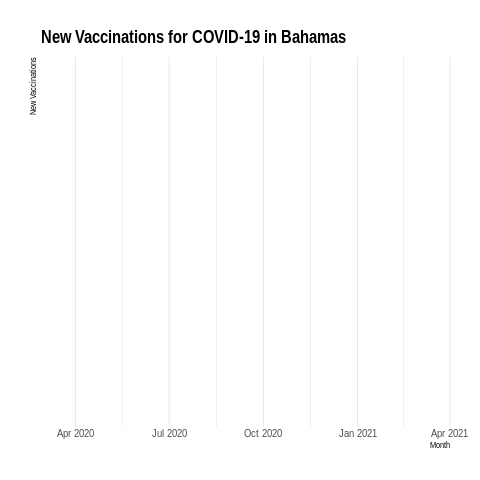 New Vaccinations for COVID-19 in Bahamas
New Vaccinations
Apr 2020 Jul 2020 Oct 2020 Jan 2021 Apr 2021
Month